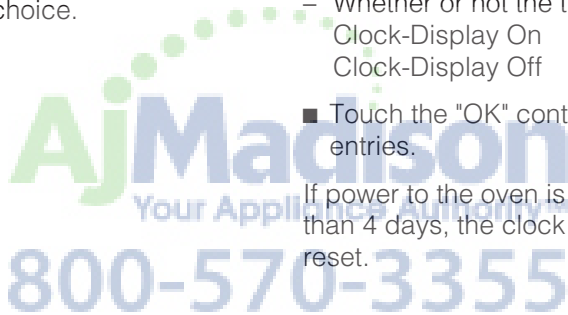 choice.
– Whether or not the t
Clock-Display On
Clock-Display Off
■ Touch the "OK" cont
entries.
If power to the oven is
than 4 days, the clock
reset.
AjMadison
Your Appliance Authority™
800-570-3355